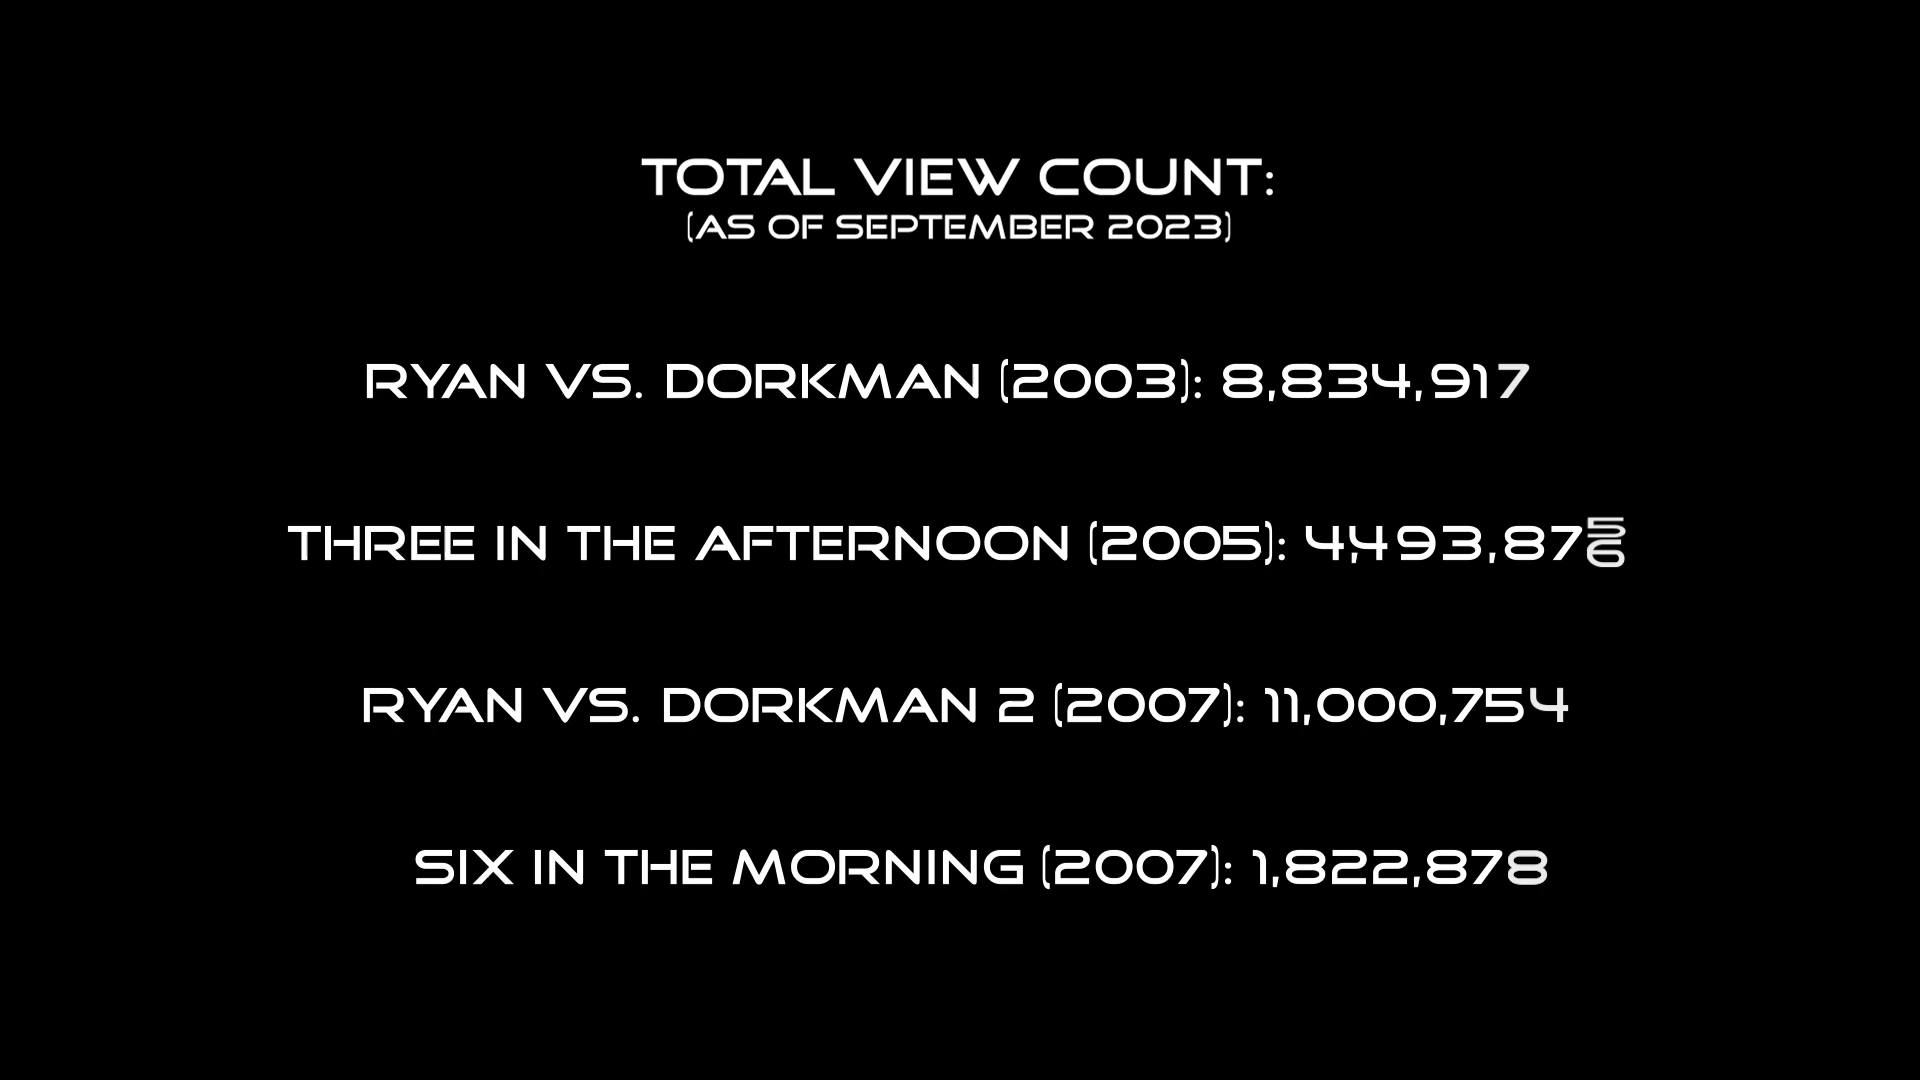 TOTAL VIEW COUNT:
(AS OF SEPTEMBER 2023)
RYAN VS. DORKMAN (2003): 8,834,917
THREE IN THE AFTERNOON (2005): 4,493,87
RYAN VS. DORKMAN 2 (2007): 11,000,754
SIX IN THE MORNING (2007): 1,822,878